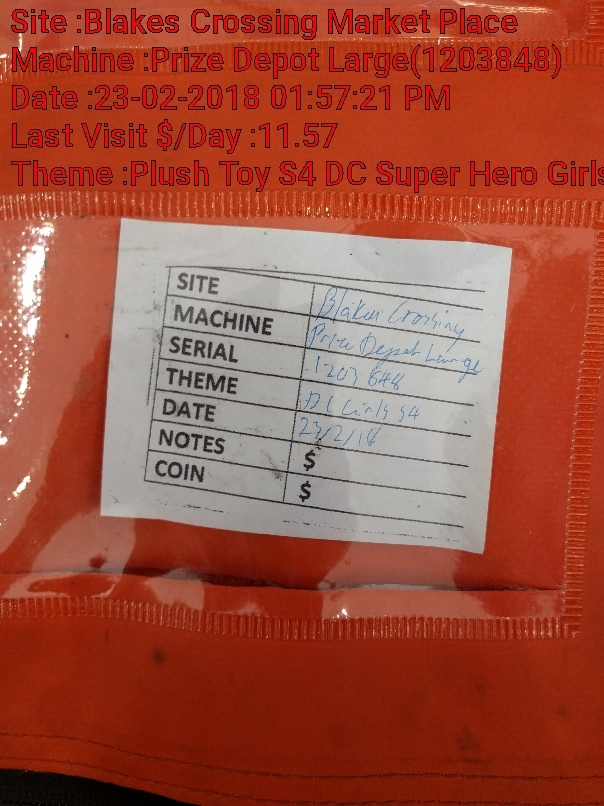 Site :Blakes Crossing Market Place
Machine :Prize Depot Large(1203848)
Date :23-02-2018 01:57:21 PM
Last Visit $/Day :11.57
Theme :Plush Toy S4 DC Super Hero Girls
SITE Blakes Crossing
MACHINE Prize Depot Large
SERIAL 1203848
THEME DC Girls S4
DATE 23/2/18
NOTES $
COIN $